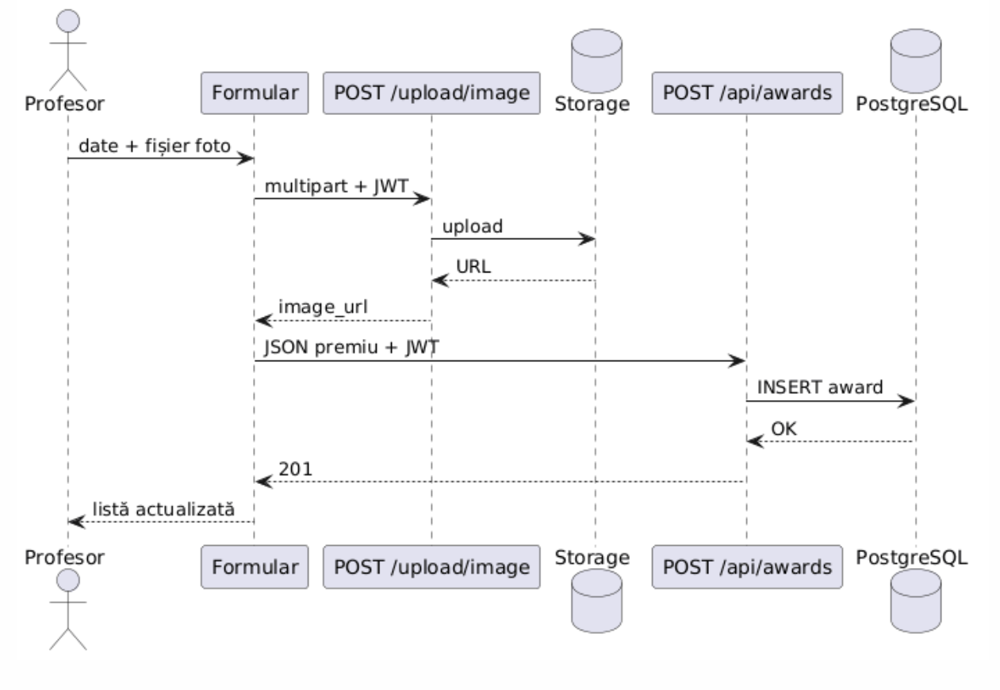 Profesor
Formular
POST /upload/image
Storage
POST /api/awards
PostgreSQL
date + fișier foto
multipart + JWT
upload
URL
image_url
JSON premiu + JWT
INSERT award
OK
201
listă actualizată
Profesor
Formular
POST /upload/image
Storage
POST /api/awards
PostgreSQL